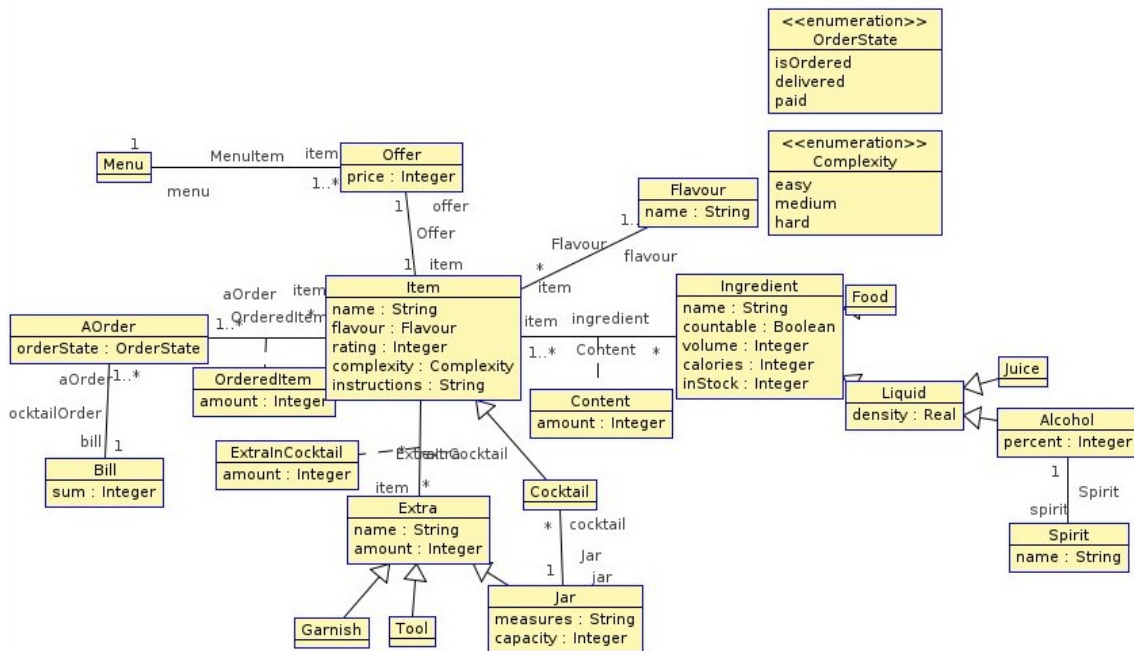 <<enumeration>>
OrderState
isOrdered
delivered
paid
<<enumeration>>
Complexity
easy
medium
hard
1
Menu
menu
MenuItem
item
1..*
Offer
price : Integer
1
offer
Offer
1
item
Flavour
name : String
1..
flavour
Flavour
*
item
Item
name : String
flavour : Flavour
rating : Integer
complexity : Complexity
instructions : String
item
*
aOrder
OrderedItem
1..*
AOrder
orderState : OrderState
aOrder
1..*
ocktailOrder
bill
1
Bill
sum : Integer
OrderedItem
amount : Integer
item
1..*
ingredient
Content
*
Content
amount : Integer
Ingredient
name : String
countable : Boolean
volume : Integer
calories : Integer
inStock : Integer
Food
Liquid
density : Real
Juice
Alcohol
percent : Integer
1
Spirit
spirit
Spirit
name : String
ExtraInCocktail
amount : Integer
item
*
Extra
name : String
amount : Integer
Cocktail
*
cocktail
Jar
1
jar
Jar
measures : String
capacity : Integer
Garnish
Tool